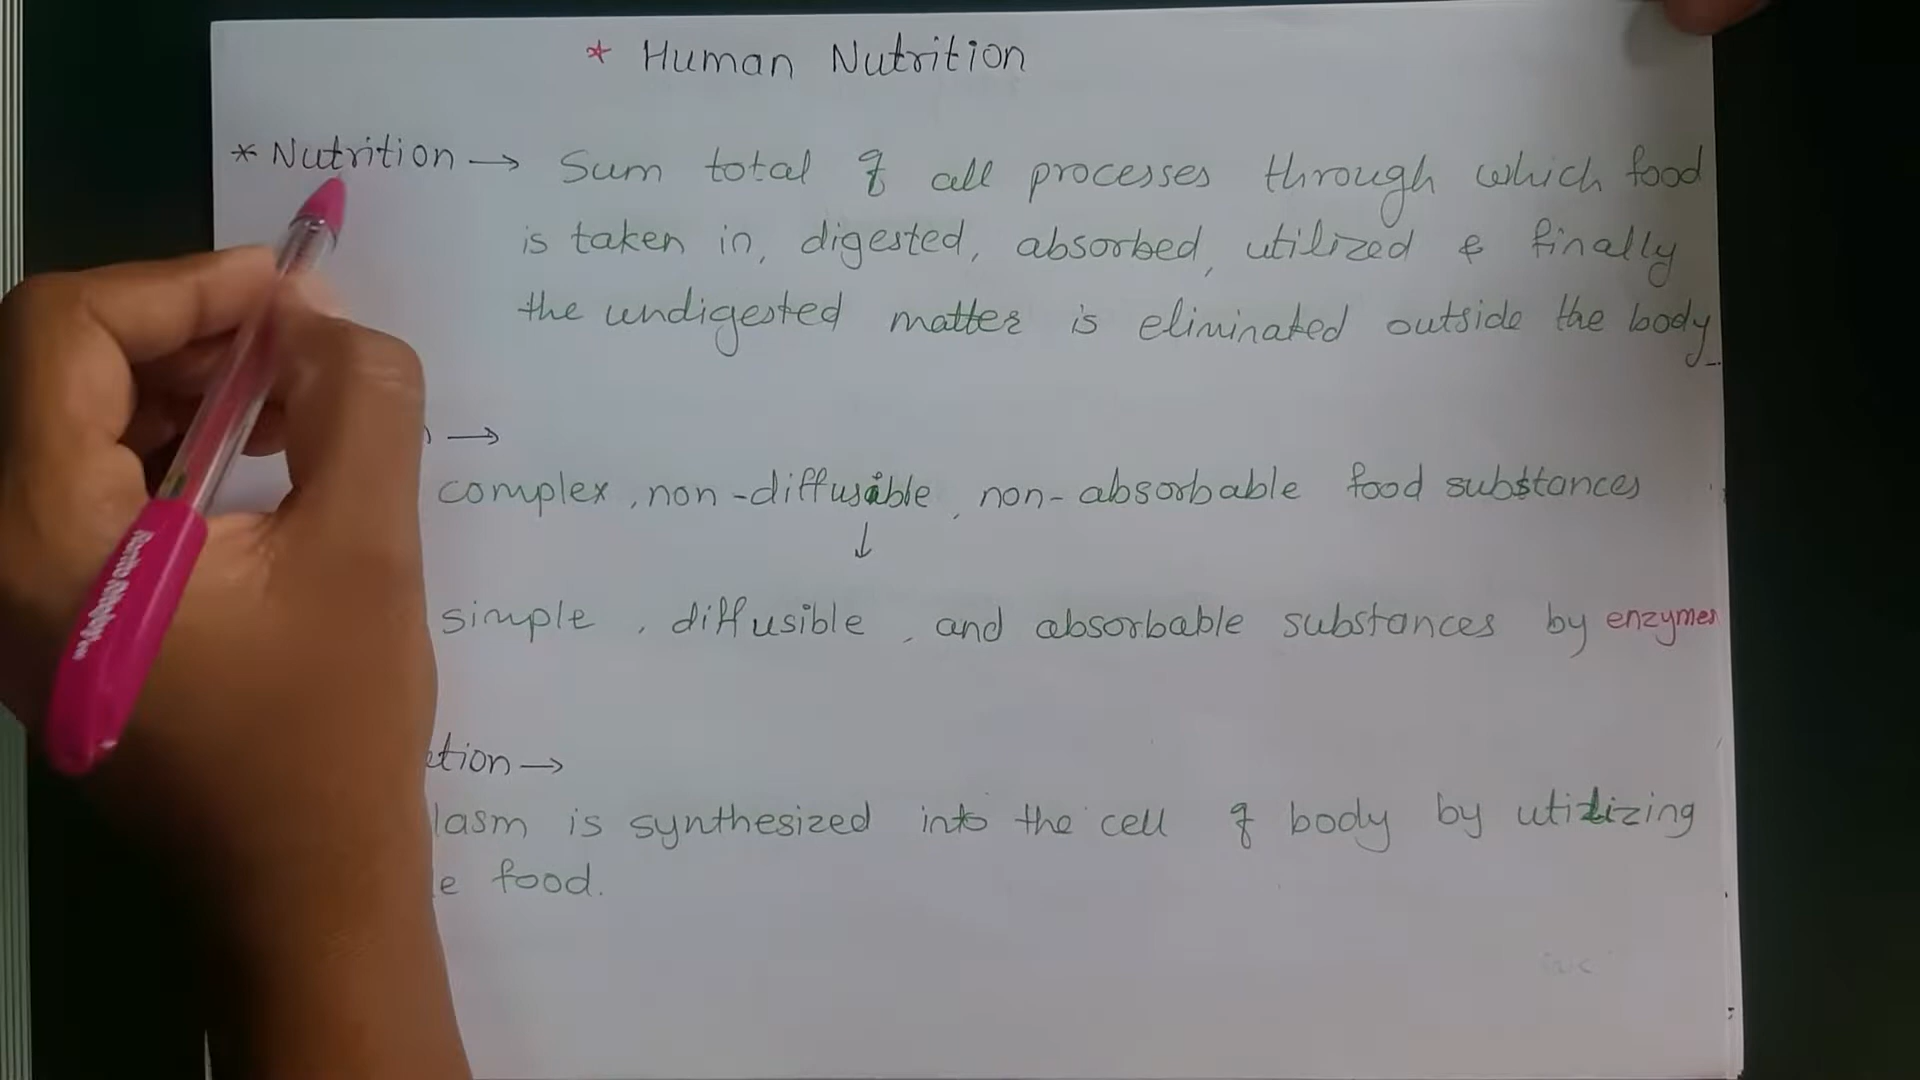 * Human Nutrition
* Nutrition → Sum total of all processes through which food
is taken in, digested, absorbed, utilized & finally
the undigested matter is eliminated outside the body
→
complex, non-diffusible, non-absorbable food substances
↓
simple, diffusible, and absorbable substances by enzymes
tion →
lasm is synthesized into the cell of body by utilizing
e food.